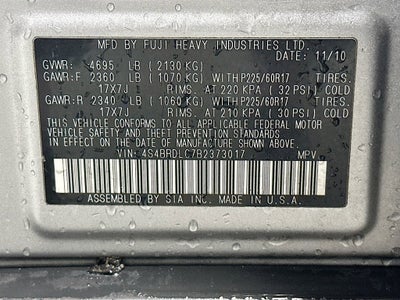 MFD BY FUJI HEAVY INDUSTRIES LTD.
DATE: 11/10
GVWR: 4695 LB (2130 KG)
GAWR:F 2360 LB (1070 KG) WITH P225/60R17 TIRES.
17X7J RIMS. AT 220 KPA (32 PSI) COLD
GAWR:R 2340 LB (1060 KG) WITH P225/60R17 TIRES.
17X7J RIMS. AT 210 KPA (30 PSI) COLD
THIS VEHICLE CONFORMS TO ALL APPLICABLE FEDERAL MOTOR
VEHICLE SAFETY STANDARDS IN EFFECT ON THE
DATE OF MANUFACTURE SHOWN ABOVE.
VIN: 4S4BRDLC7B2373017 MPV
ASSEMBLED BY SIA INC. MADE IN U.S.A.